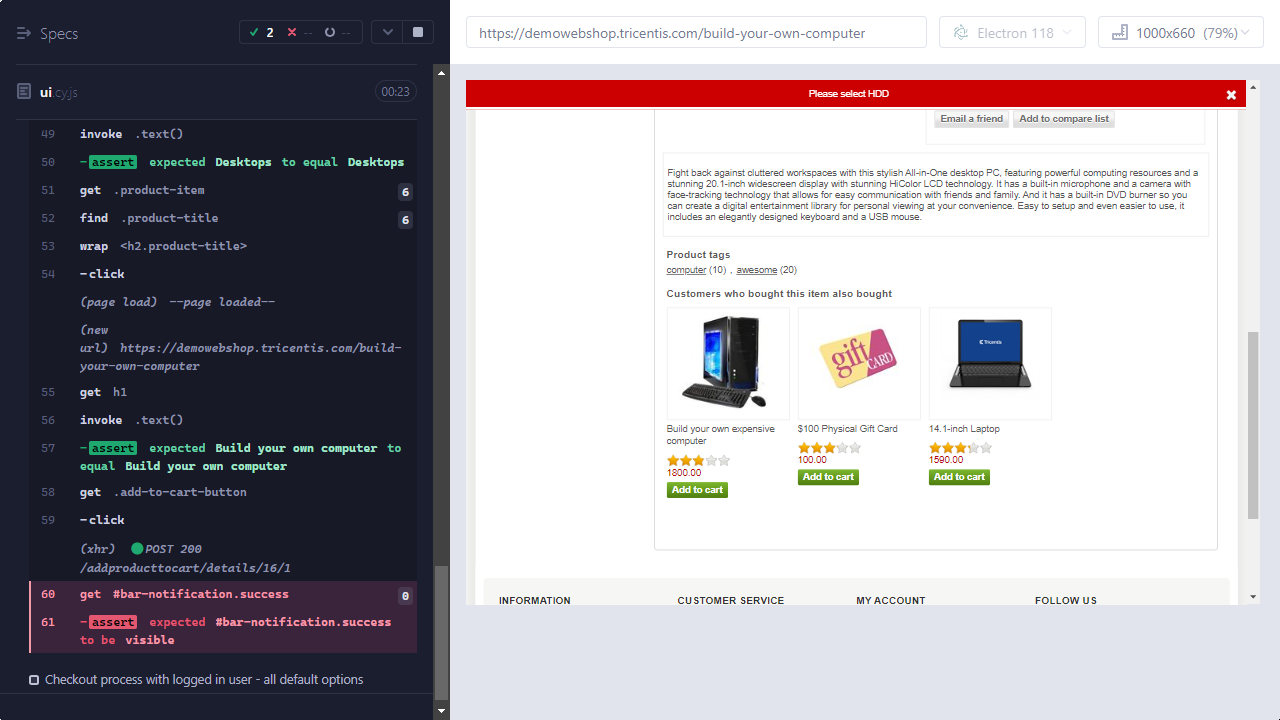 Specs
2
--
--
ui.cy.js
00:23
49 invoke .text()
50 -assert expected Desktops to equal Desktops
51 get .product-item 6
52 find .product-title 6
53 wrap <h2.product-title>
54 -click
(page load) --page loaded--
(new
url) https://demowebshop.tricentis.com/build-
your-own-computer
55 get h1
56 invoke .text()
57 -assert expected Build your own computer to
equal Build your own computer
58 get .add-to-cart-button
59 -click
(xhr) POST 200
/addproducttocart/details/16/1
60 get #bar-notification.success 0
61 -assert expected #bar-notification.success
to be visible
Checkout process with logged in user - all default options
https://demowebshop.tricentis.com/build-your-own-computer
Electron 118
1000x660 (79%)
Please select HDD
Email a friend
Add to compare list
Fight back against cluttered workspaces with this stylish All-in-One desktop PC, featuring powerful computing resources and a
stunning 20.1-inch widescreen display with stunning HiColor LCD technology. It has a built-in microphone and a camera with
face-tracking technology that allows for easy communication with friends and family. And it has a built-in DVD burner so you
can create a digital entertainment library for personal viewing at your convenience. Easy to setup and even easier to use, it
includes an elegantly designed keyboard and a USB mouse.
Product tags
computer (10) , awesome (20)
Customers who bought this item also bought
gift CARD
Tricentis
Build your own expensive
computer
1800.00
Add to cart
$100 Physical Gift Card
100.00
Add to cart
14.1-inch Laptop
1590.00
Add to cart
INFORMATION
CUSTOMER SERVICE
MY ACCOUNT
FOLLOW US